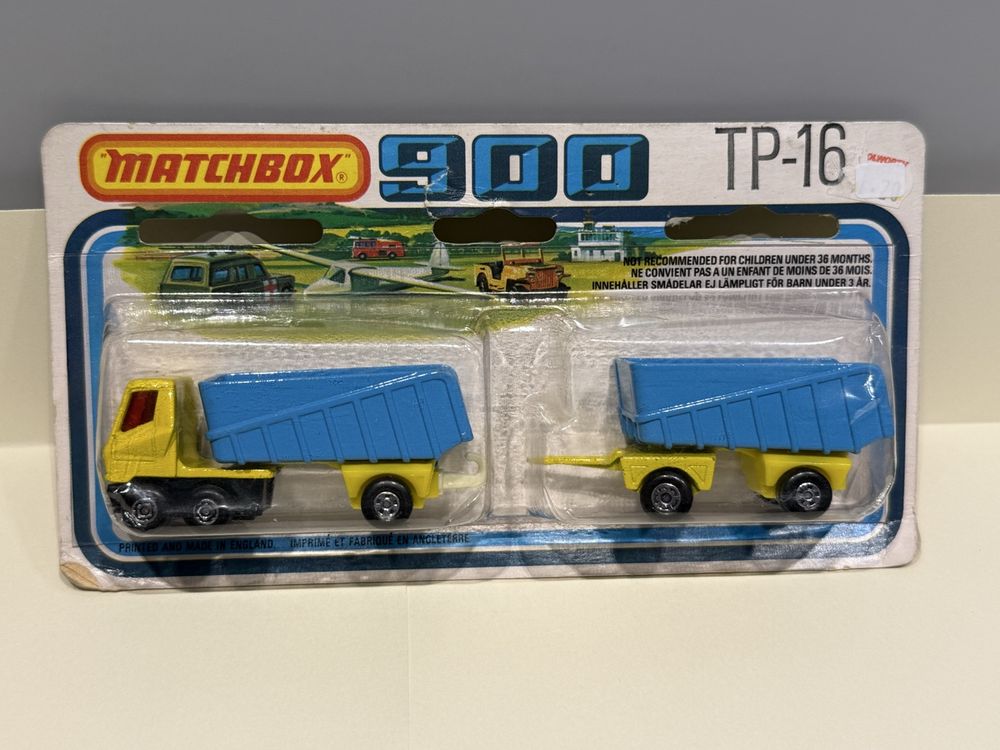 "MATCHBOX"® 900 TP-16
NOT RECOMMENDED FOR CHILDREN UNDER 36 MONTHS.
NE CONVIENT PAS A UN ENFANT DE MOINS DE 36 MOIS.
INNEHÅLLER SMÅDELAR EJ LÄMPLIGT FÖR BARN UNDER 3 ÅR.
PRINTED AND MADE IN ENGLAND. IMPRIMÉ ET FABRIQUÉ EN ANGLETERRE